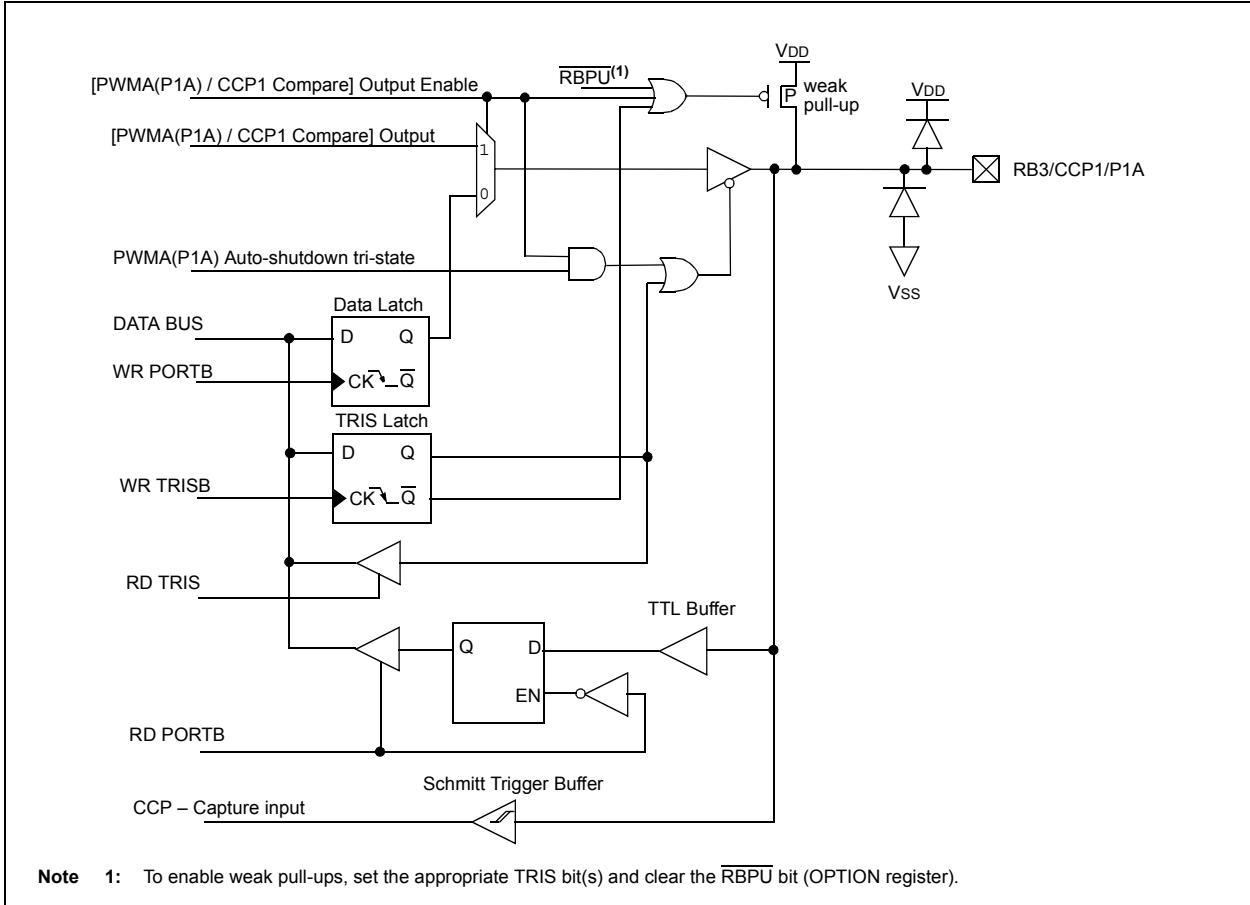 VDD
RBPU(1)
[PWMA(P1A) / CCP1 Compare] Output Enable
P
weak
pull-up
VDD
[PWMA(P1A) / CCP1 Compare] Output
1
0
RB3/CCP1/P1A
PWMA(P1A) Auto-shutdown tri-state
VSS
Data Latch
DATA BUS
D Q
WR PORTB
CK Q
TRIS Latch
D Q
WR TRISB
CK Q
RD TRIS
TTL Buffer
Q D
EN
RD PORTB
Schmitt Trigger Buffer
CCP – Capture input
Note 1: To enable weak pull-ups, set the appropriate TRIS bit(s) and clear the RBPU bit (OPTION register).